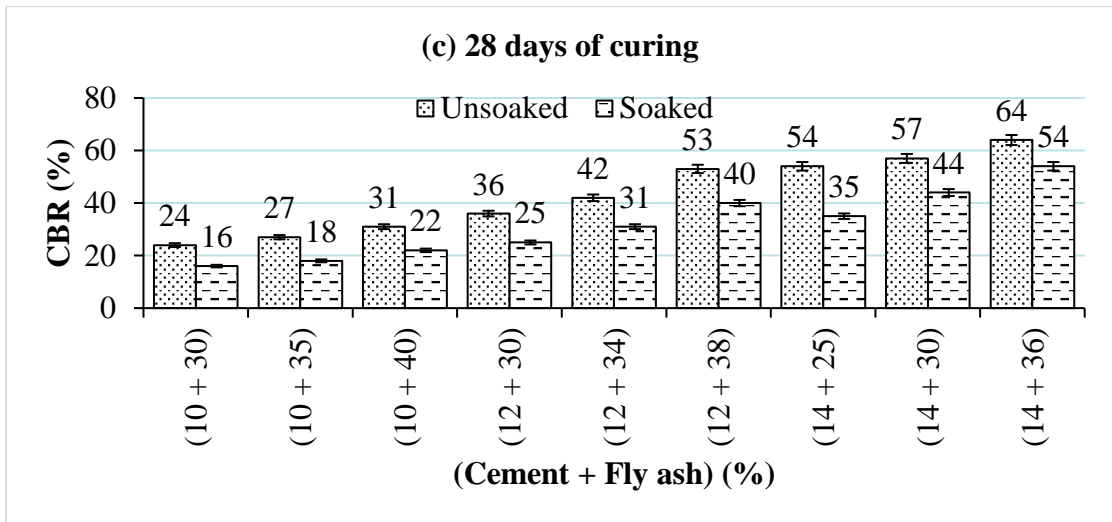 (c) 28 days of curing
80
60
40
20
0
CBR (%)
Unsoaked Soaked
24 16 27 18 31 22 36 25 42 31 53 40 54 35 57 44 64 54
(10 + 30)
(10 + 35)
(10 + 40)
(12 + 30)
(12 + 34)
(12 + 38)
(14 + 25)
(14 + 30)
(14 + 36)
(Cement + Fly ash) (%)